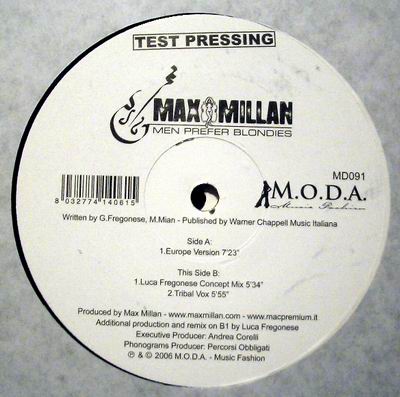 TEST PRESSING
MAX MILLAN
MEN PREFER BLONDIES
MD091
M.O.D.A.
Music Fashion
8 032774 140615
Written by G.Fregonese, M.Mian - Published by Warner Chappell Music Italiana
Side A:
1.Europe Version 7'23"
This Side B:
1.Luca Fregonese Concept Mix 5'34"
2.Tribal Vox 5'55"
Produced by Max Millan - www.maxmillan.com - www.macpremium.it
Additional production and remix on B1 by Luca Fregonese
Executive Producer: Andrea Corelli
Phonograms Producer: Percorsi Obbligati
℗ & © 2006 M.O.D.A. - Music Fashion